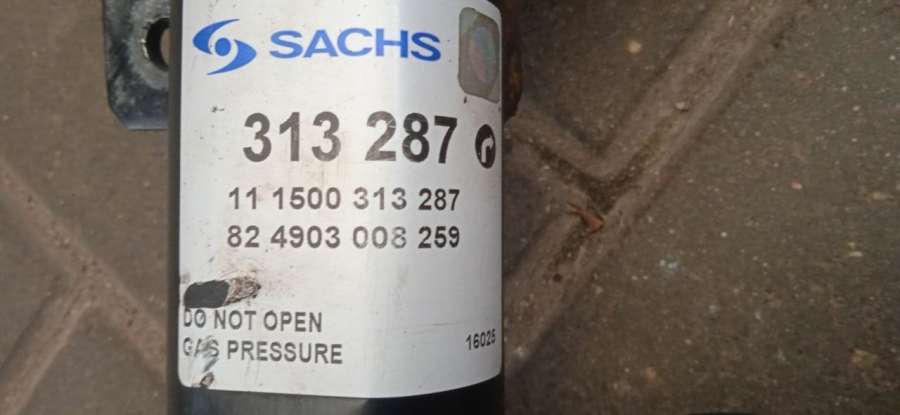 SACHS
313 287 r
11 1500 313 287
82 4903 008 259
DO NOT OPEN
GAS PRESSURE
16025